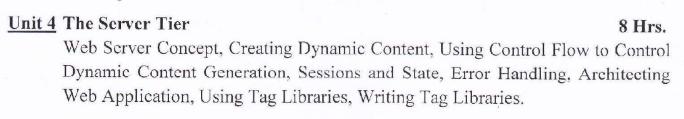 Unit 4 The Server Tier 8 Hrs.
Web Server Concept, Creating Dynamic Content, Using Control Flow to Control
Dynamic Content Generation, Sessions and State, Error Handling, Architecting
Web Application, Using Tag Libraries, Writing Tag Libraries.